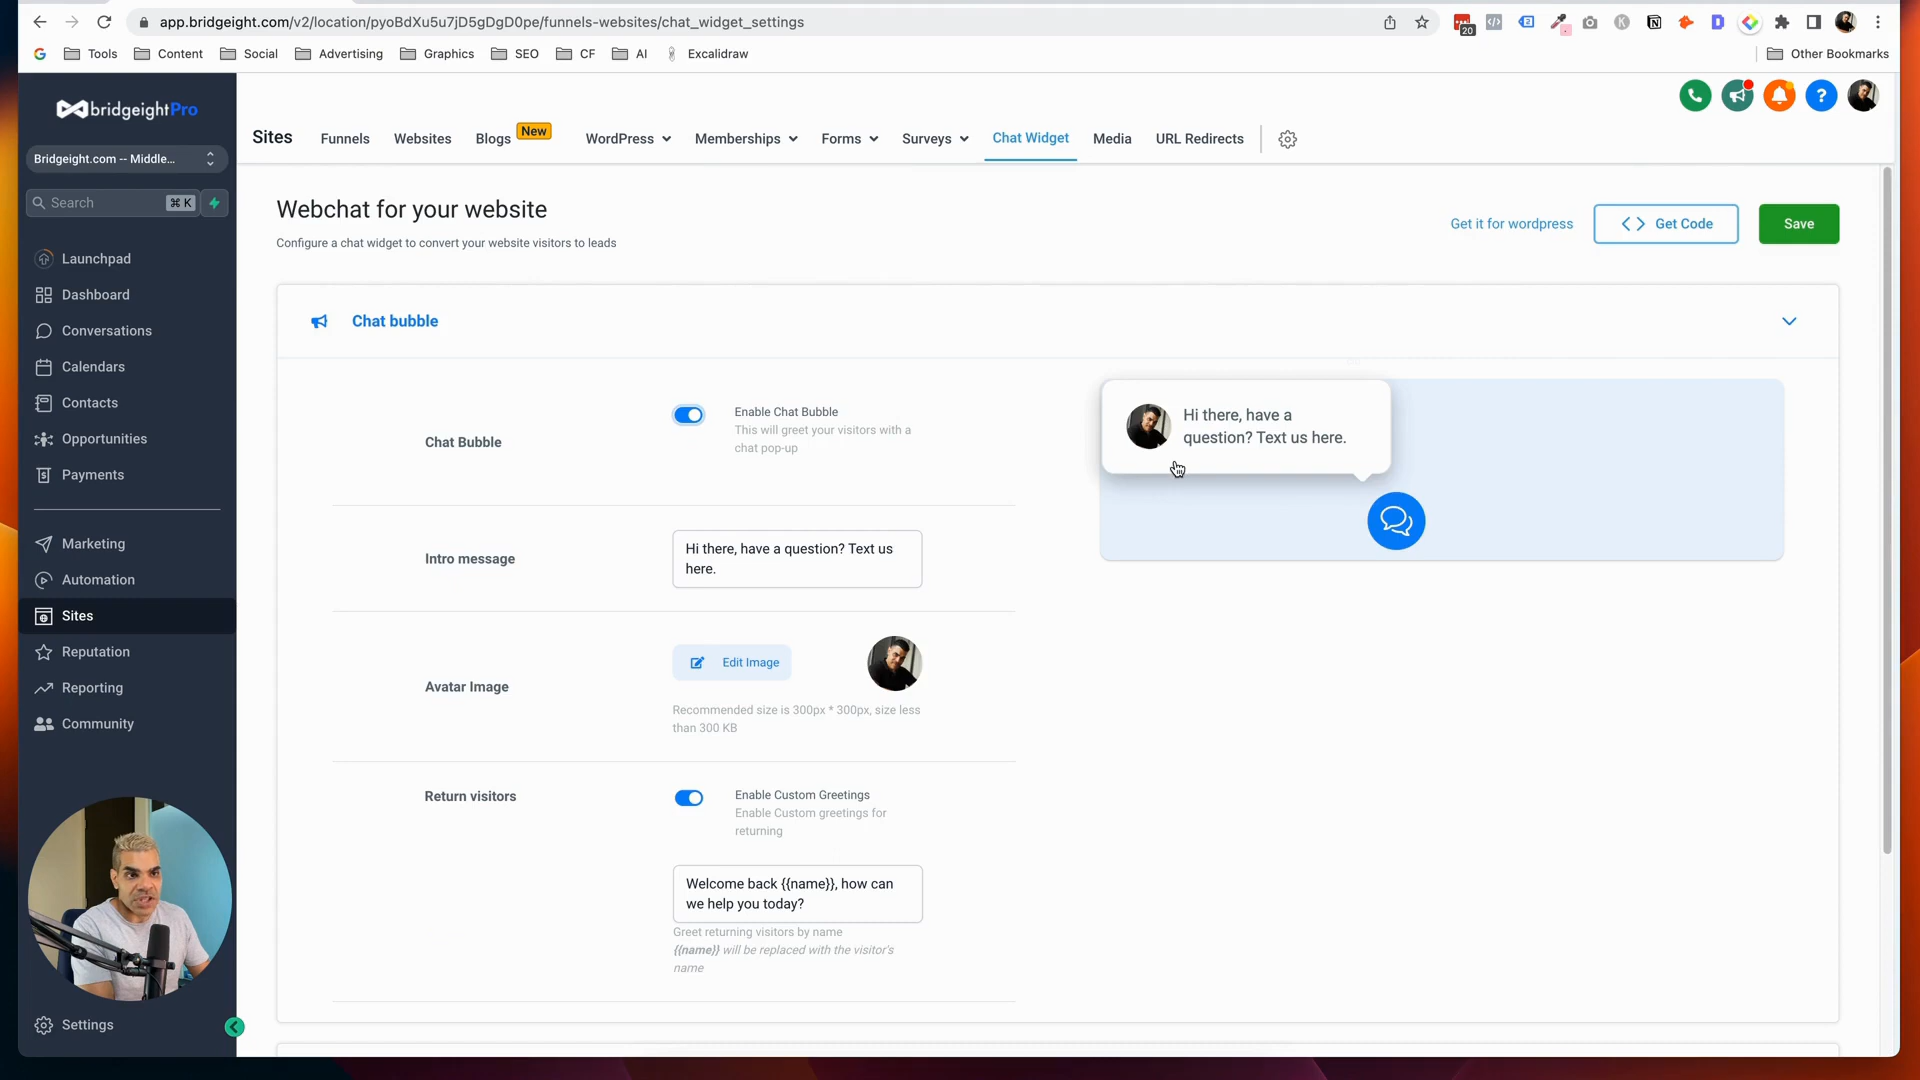 app.bridgeight.com/v2/location/pyoBdXu5u7jD5gDgD0pe/funnels-websites/chat_widget_settings
20
Tools
Content
Social
Advertising
Graphics
SEO
CF
AI
Excalidraw
Other Bookmarks
bridgeightPro
Bridgeight.com -- Middle...
Search
⌘ K
Launchpad
Dashboard
Conversations
Calendars
Contacts
Opportunities
Payments
Marketing
Automation
Sites
Reputation
Reporting
Community
Settings
Sites
Funnels
Websites
Blogs
New
WordPress
Memberships
Forms
Surveys
Chat Widget
Media
URL Redirects
Webchat for your website
Configure a chat widget to convert your website visitors to leads
Get it for wordpress
Get Code
Save
Chat bubble
Chat Bubble
Enable Chat Bubble
This will greet your visitors with a
chat pop-up
Intro message
Hi there, have a question? Text us
here.
Avatar Image
Edit Image
Recommended size is 300px * 300px, size less
than 300 KB
Return visitors
Enable Custom Greetings
Enable Custom greetings for
returning
Welcome back {{name}}, how can
we help you today?
Greet returning visitors by name
{{name}} will be replaced with the visitor's
name
Hi there, have a
question? Text us here.